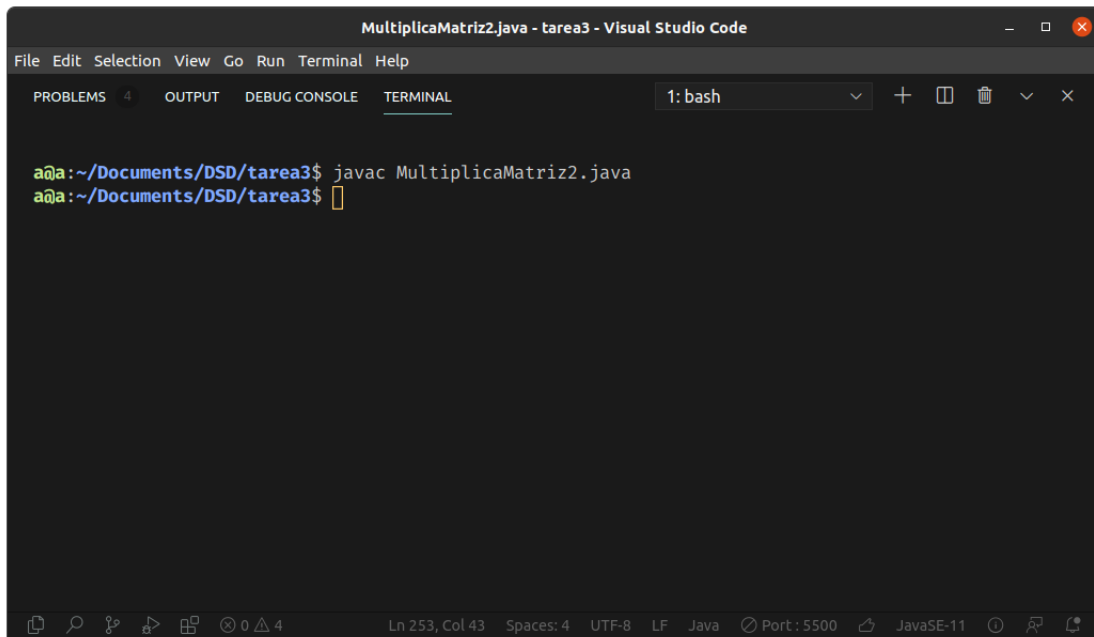 MultiplicaMatriz2.java - tarea3 - Visual Studio Code
File Edit Selection View Go Run Terminal Help
PROBLEMS 4 OUTPUT DEBUG CONSOLE TERMINAL 1: bash
a@a:~/Documents/DSD/tarea3$ javac MultiplicaMatriz2.java
a@a:~/Documents/DSD/tarea3$
0 4 Ln 253, Col 43 Spaces: 4 UTF-8 LF Java Port : 5500 JavaSE-11